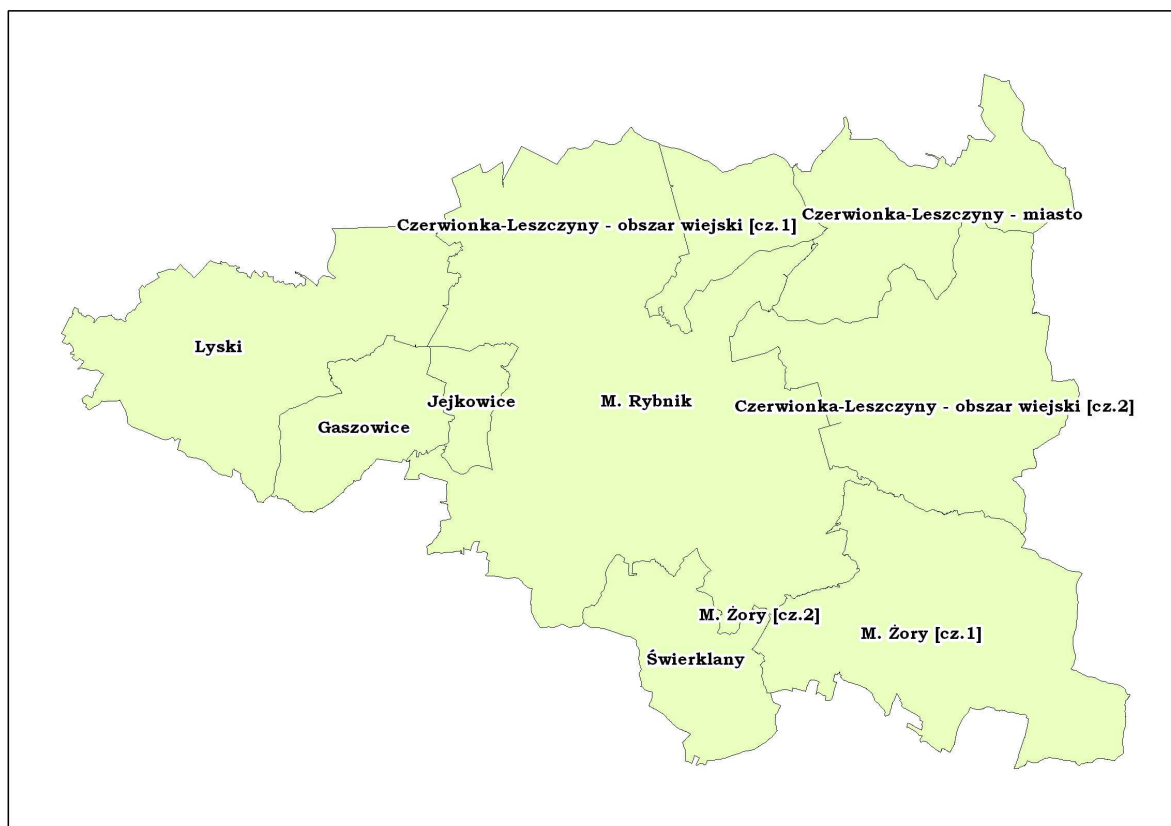 Czerwionka-Leszczyny - miasto
Czerwionka-Leszczyny - obszar wiejski [cz.1]
Lyski
Jejkowice
M. Rybnik
Czerwionka-Leszczyny - obszar wiejski [cz.2]
Gaszowice
M. Żory [cz.2]
M. Żory [cz.1]
Świerklany